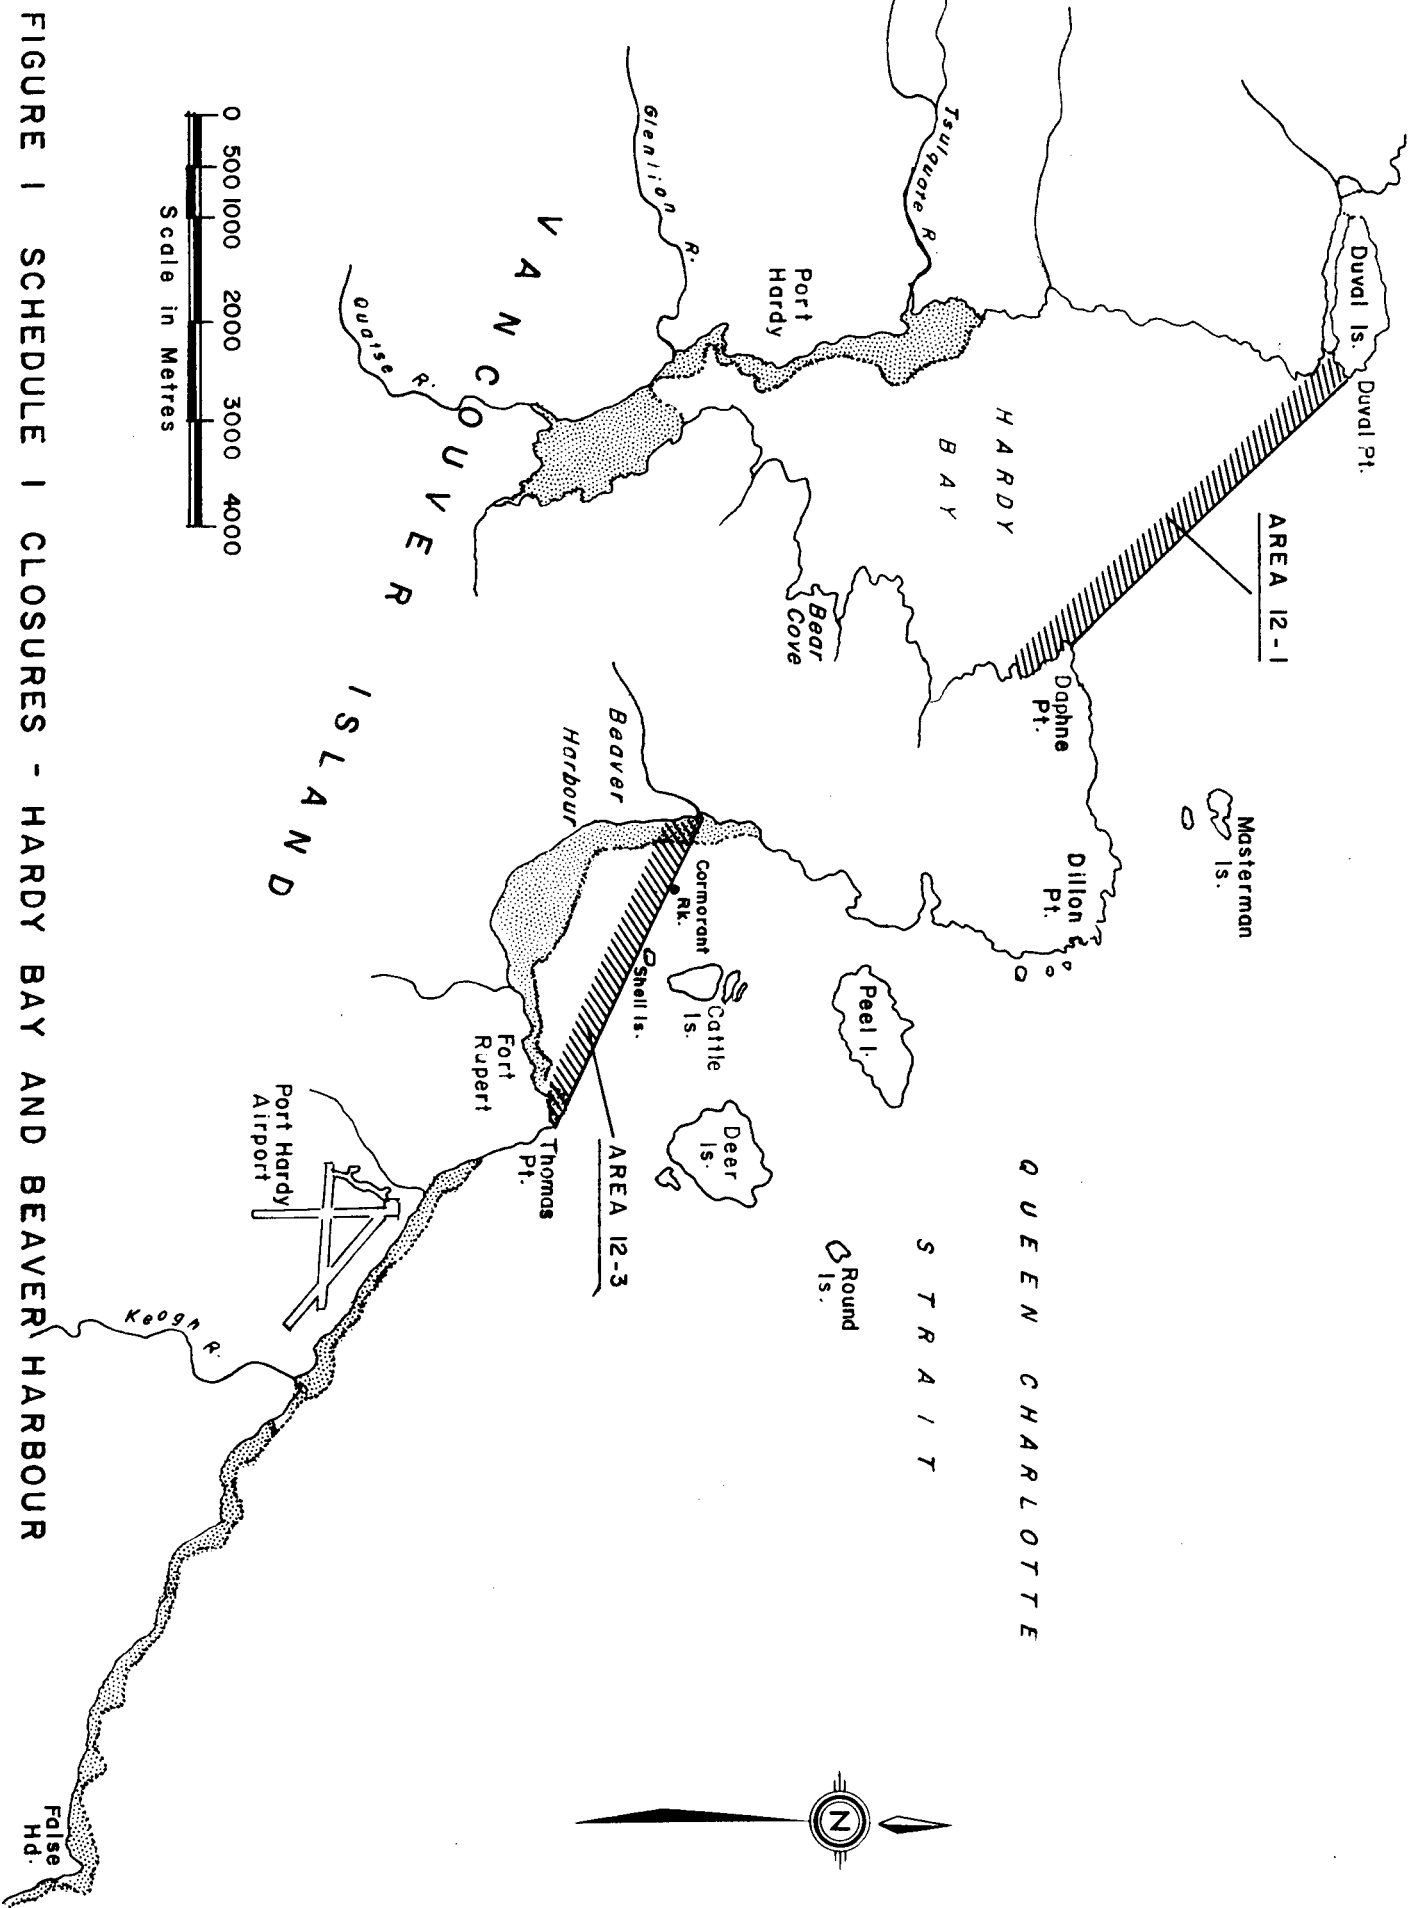 Duval Is.
Duval Pt.
AREA 12-1
Masterman
Is.
Daphne
Pt.
Dillon
Pt.
HARDY
BAY
Tsulquate R.
Port
Hardy
Bear
Cove
Glenlion R.
Quatse R.
VANCOUVER ISLAND
Beaver
Harbour
Cormorant
Rk.
Shell Is.
Cattle
Is.
Peel I.
Deer
Is.
Round
Is.
QUEEN CHARLOTTE
STRAIT
AREA 12-3
Thomas
Pt.
Fort
Rupert
Port Hardy
Airport
Keogh R.
False
Hd.
N
0 500 1000 2000 3000 4000
Scale in Metres
FIGURE 1 SCHEDULE 1 CLOSURES - HARDY BAY AND BEAVER HARBOUR